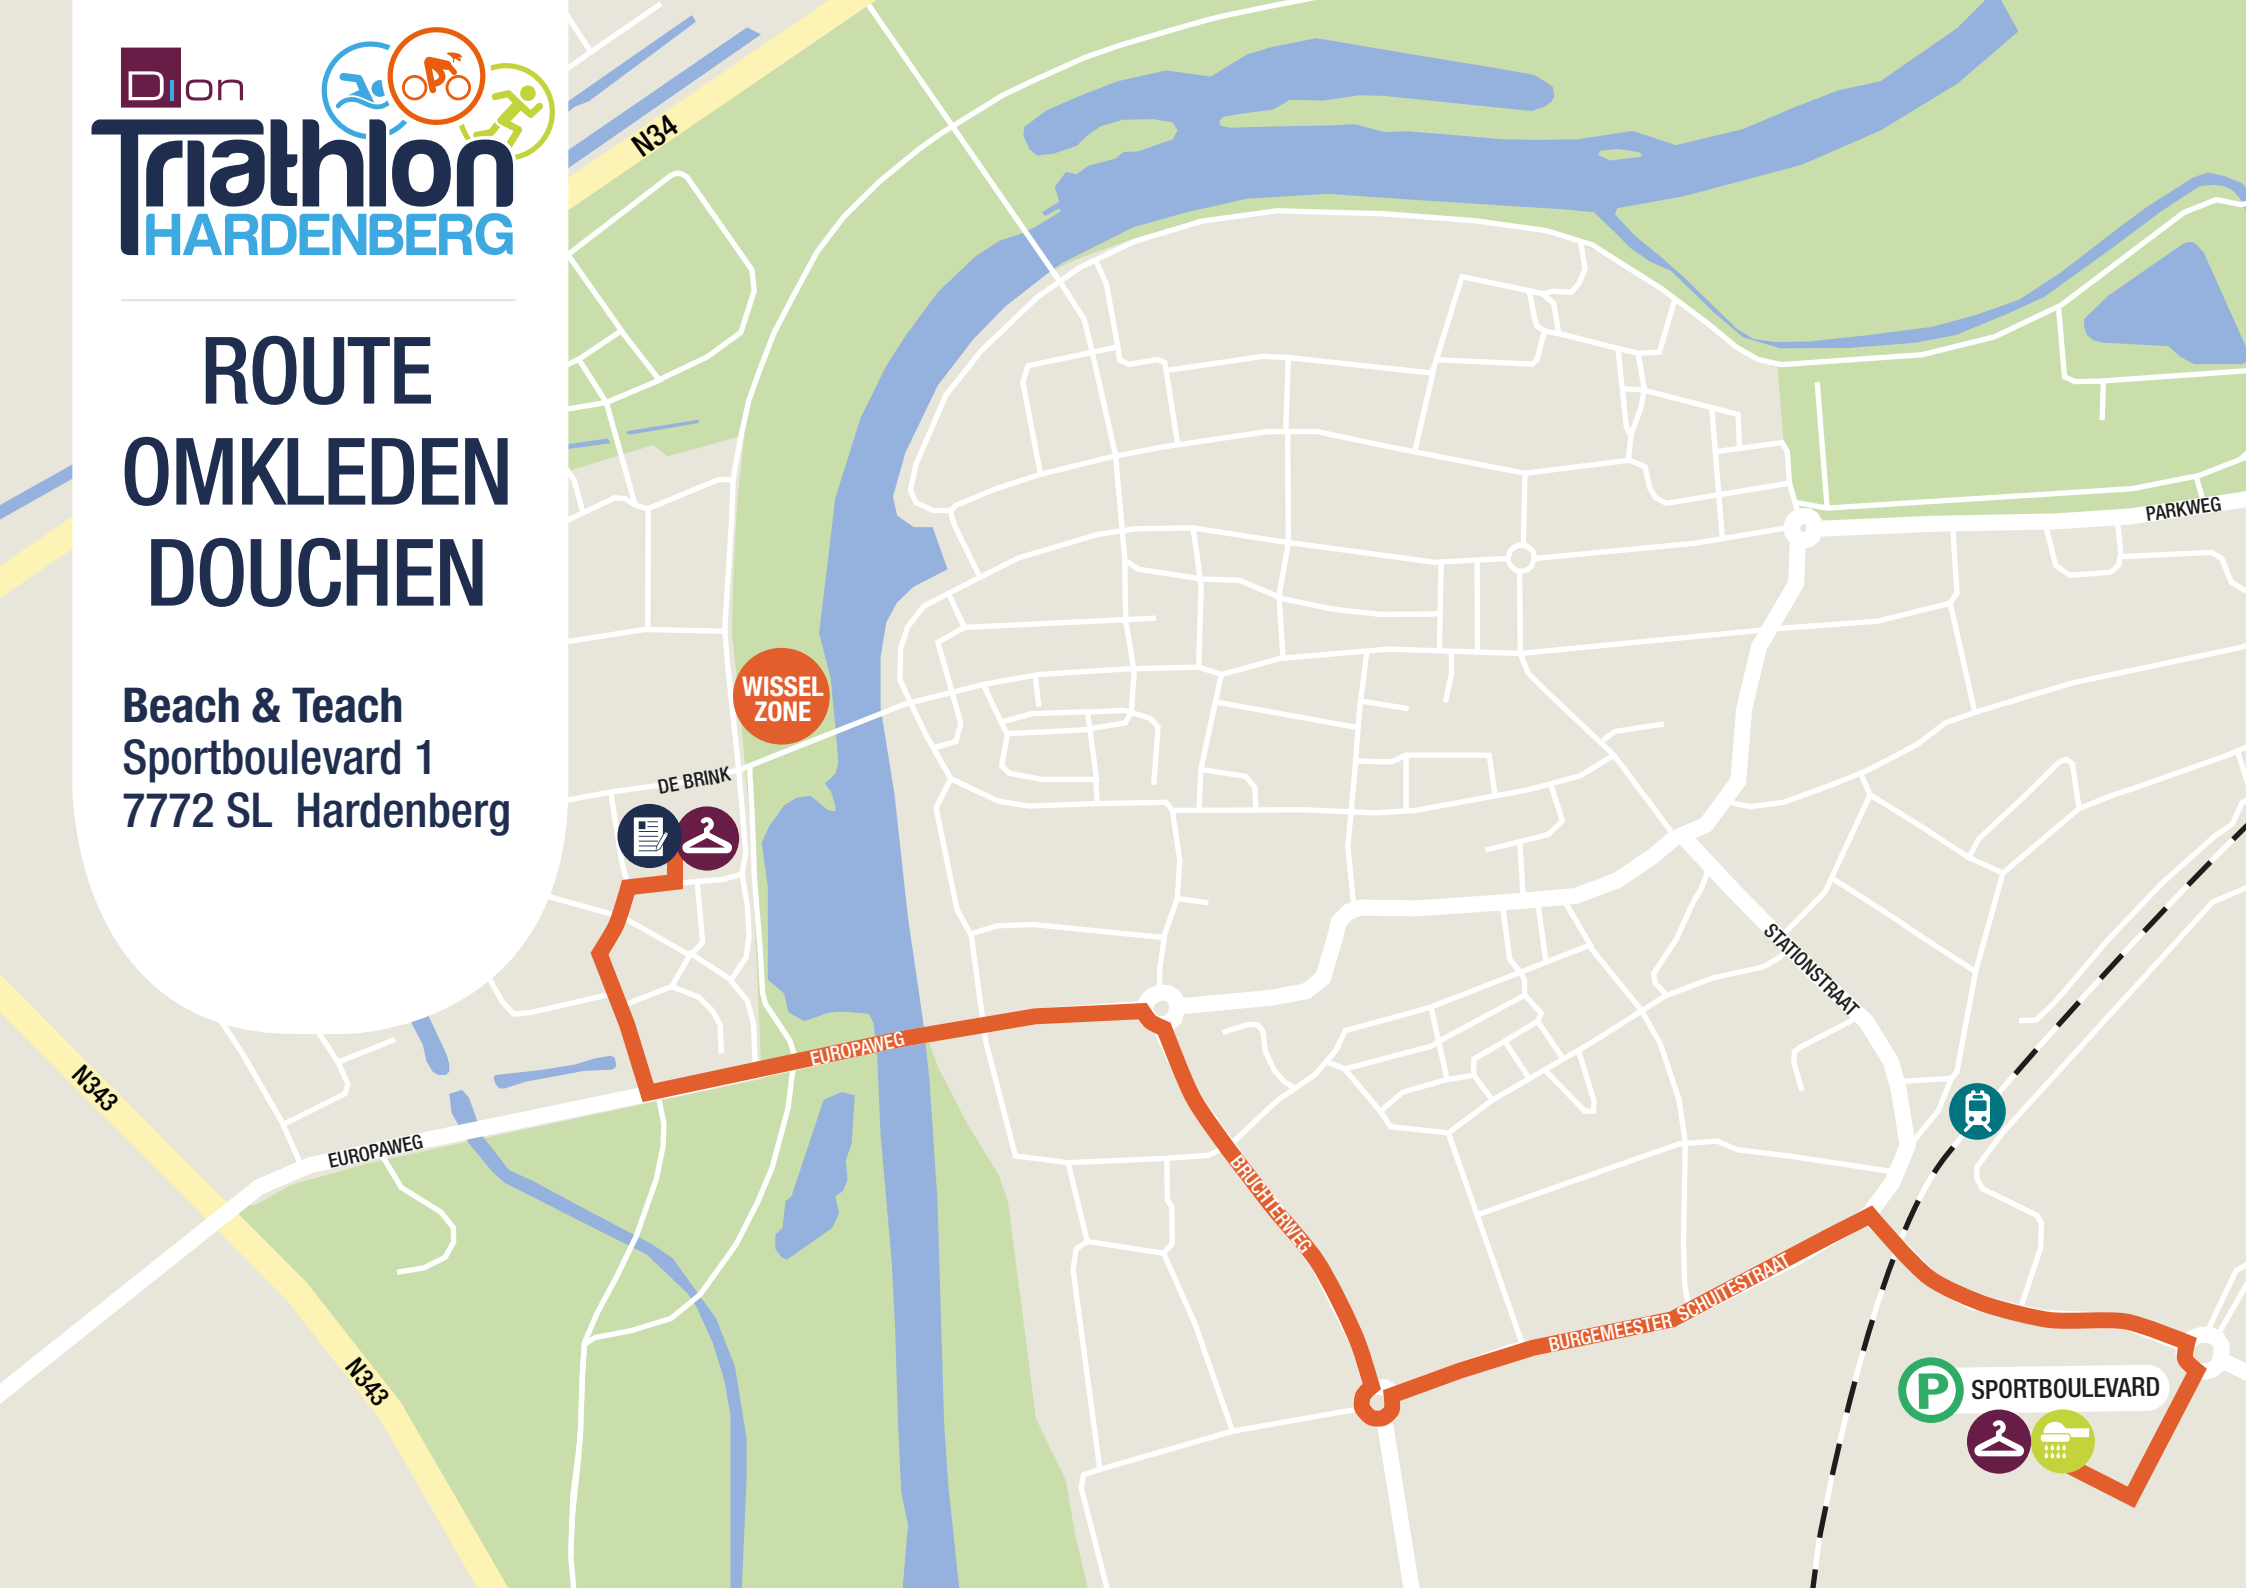 Dion
Triathlon
HARDENBERG
ROUTE
OMKLEDEN
DOUCHEN
Beach & Teach
Sportboulevard 1
7772 SL Hardenberg
N34
PARKWEG
WISSEL
ZONE
DE BRINK
STATIONSTRAAT
EUROPAWEG
N343
EUROPAWEG
BRUCHTERWEG
BURGEMEESTER SCHUITESTRAAT
N343
P SPORTBOULEVARD